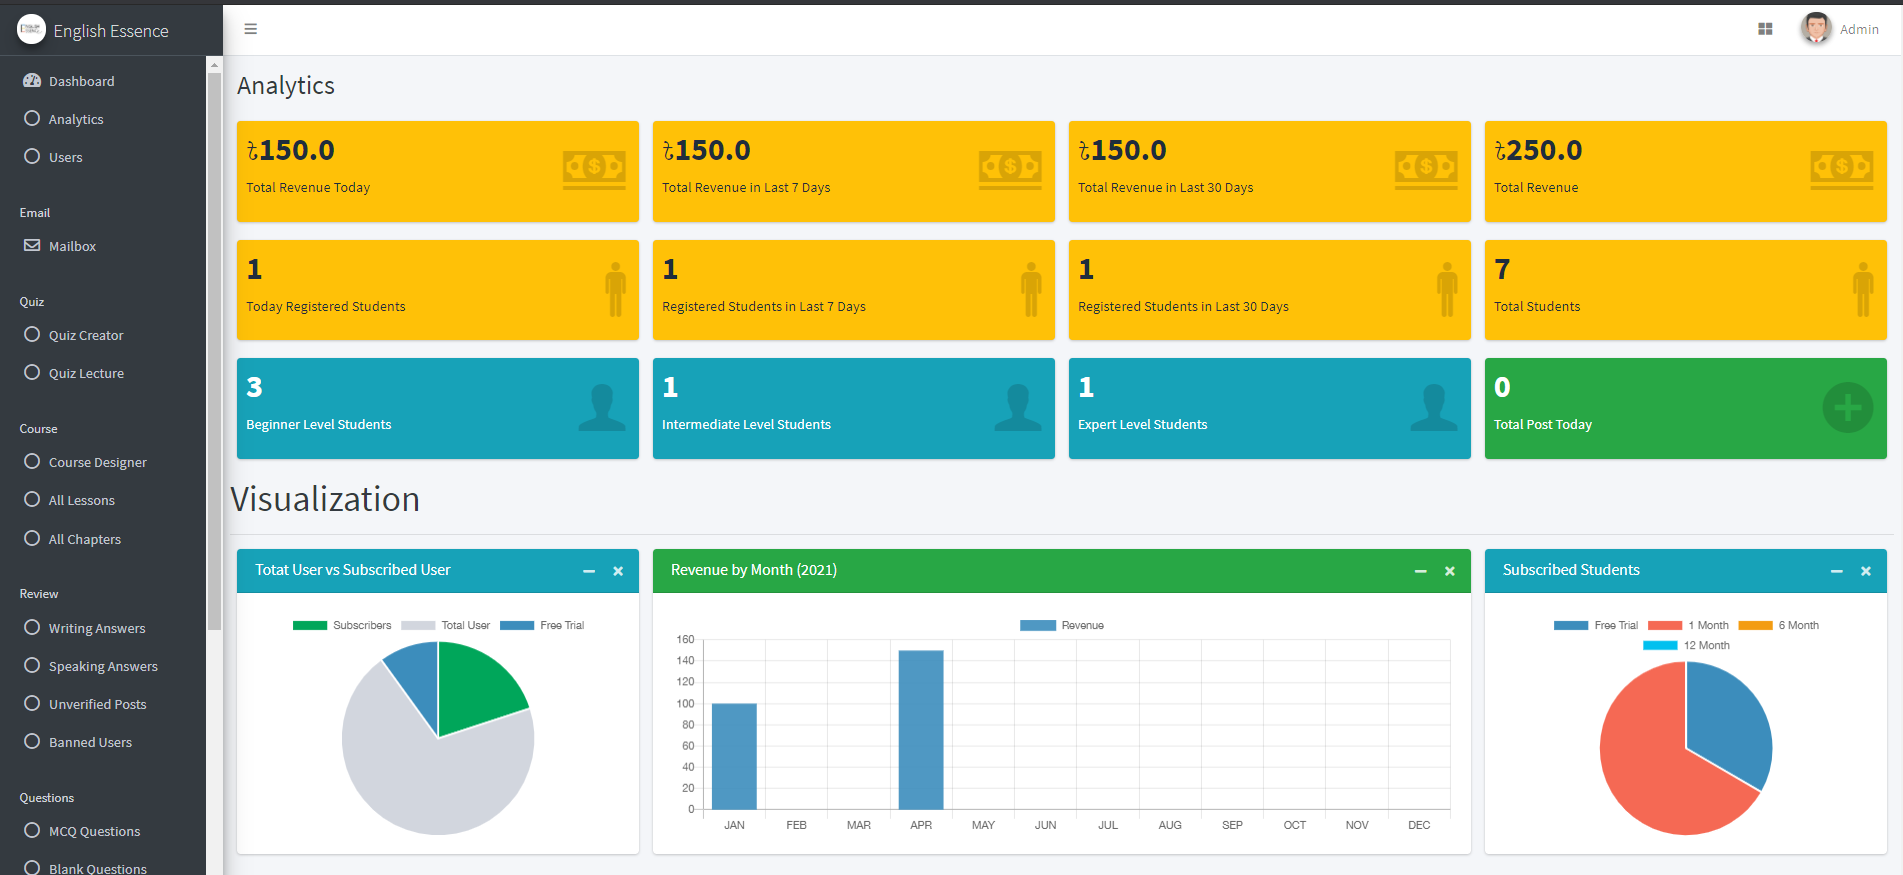 English Essence
Admin
Dashboard
Analytics
Users
Email
Mailbox
Quiz
Quiz Creator
Quiz Lecture
Course
Course Designer
All Lessons
All Chapters
Review
Writing Answers
Speaking Answers
Unverified Posts
Banned Users
Questions
MCQ Questions
Blank Questions
Analytics
৳150.0
Total Revenue Today
৳150.0
Total Revenue in Last 7 Days
৳150.0
Total Revenue in Last 30 Days
৳250.0
Total Revenue
1
Today Registered Students
1
Registered Students in Last 7 Days
1
Registered Students in Last 30 Days
7
Total Students
3
Beginner Level Students
1
Intermediate Level Students
1
Expert Level Students
0
Total Post Today
Visualization
Totat User vs Subscribed User
Subscribers Total User Free Trial
Revenue by Month (2021)
Revenue
160
140
120
100
80
60
40
20
0
JAN FEB MAR APR MAY JUN JUL AUG SEP OCT NOV DEC
Subscribed Students
Free Trial 1 Month 6 Month
12 Month